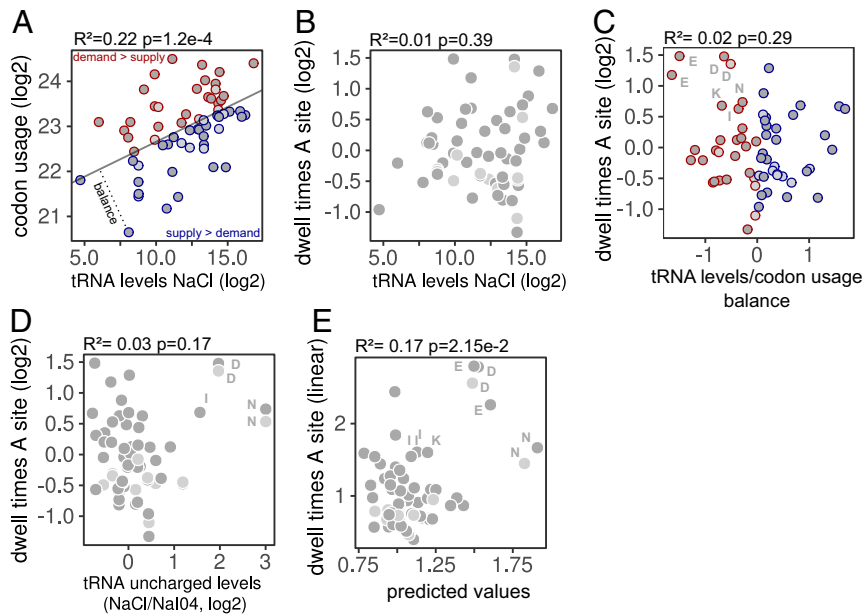 A
R²=0.22 p=1.2e-4
demand > supply
codon usage (log2)
24
23
22
21
balance
supply > demand
5.0
10.0
15.0
tRNA levels NaCl (log2)
B
R²=0.01 p=0.39
dwell times A site (log2)
1.5
1.0
0.5
0.0
-0.5
-1.0
5.0
10.0
15.0
tRNA levels NaCl (log2)
C
R²= 0.02 p=0.29
dwell times A site (log2)
1.5
1.0
0.5
0.0
-0.5
-1.0
E
E
D
D
K
N
I
-1
0
1
tRNA levels/codon usage
balance
D
R²= 0.03 p=0.17
dwell times A site (log2)
1.5
1.0
0.5
0.0
-0.5
-1.0
D
D
I
N
N
0
1
2
3
tRNA uncharged levels
(NaCl/NaI04, log2)
E
R²= 0.17 p=2.15e-2
dwell times A site (linear)
2
1
E
D
D
E
I
I I K
N
N
0.75
1.25
1.75
predicted values